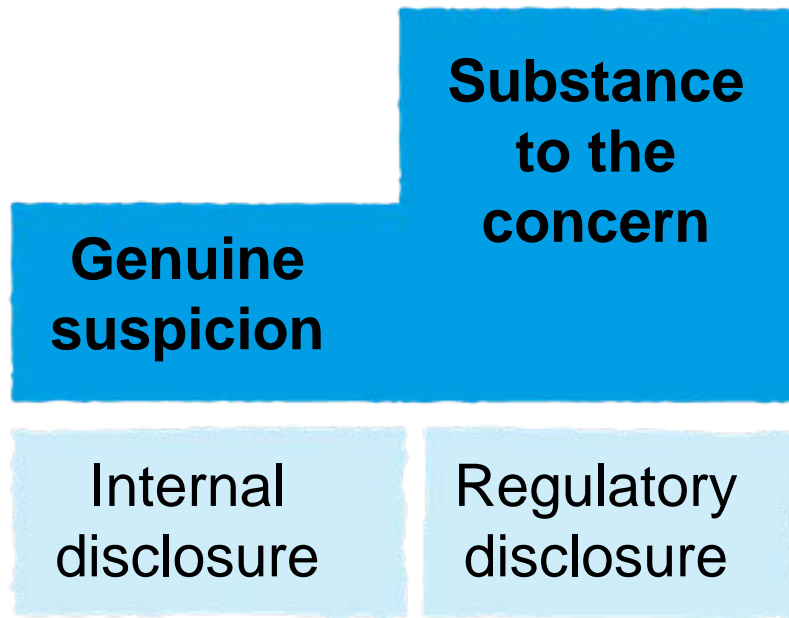 Substance
to the
concern
Genuine
suspicion
Internal
disclosure
Regulatory
disclosure